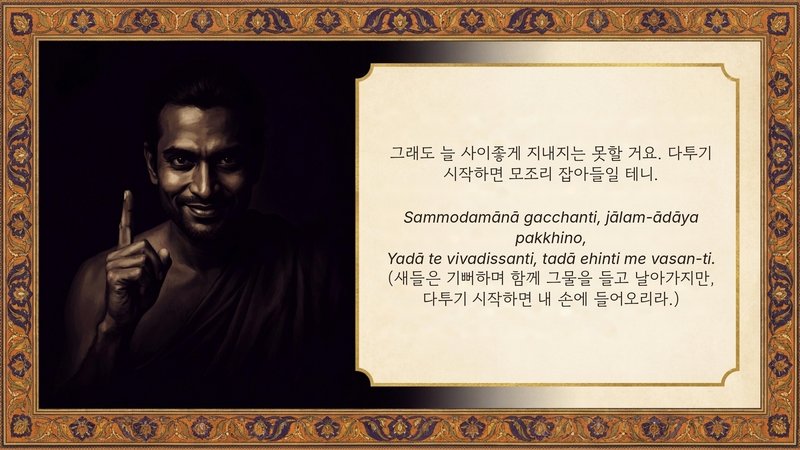 그래도 늘 사이좋게 지내지는 못할 거요. 다투기
시작하면 모조리 잡아들일 테니.
Sammodamānā gacchanti, jālam-ādāya
pakkhino,
Yadā te vivadissanti, tadā ehinti me vasan-ti.
(새들은 기뻐하며 함께 그물을 들고 날아가지만,
다투기 시작하면 내 손에 들어오리라.)